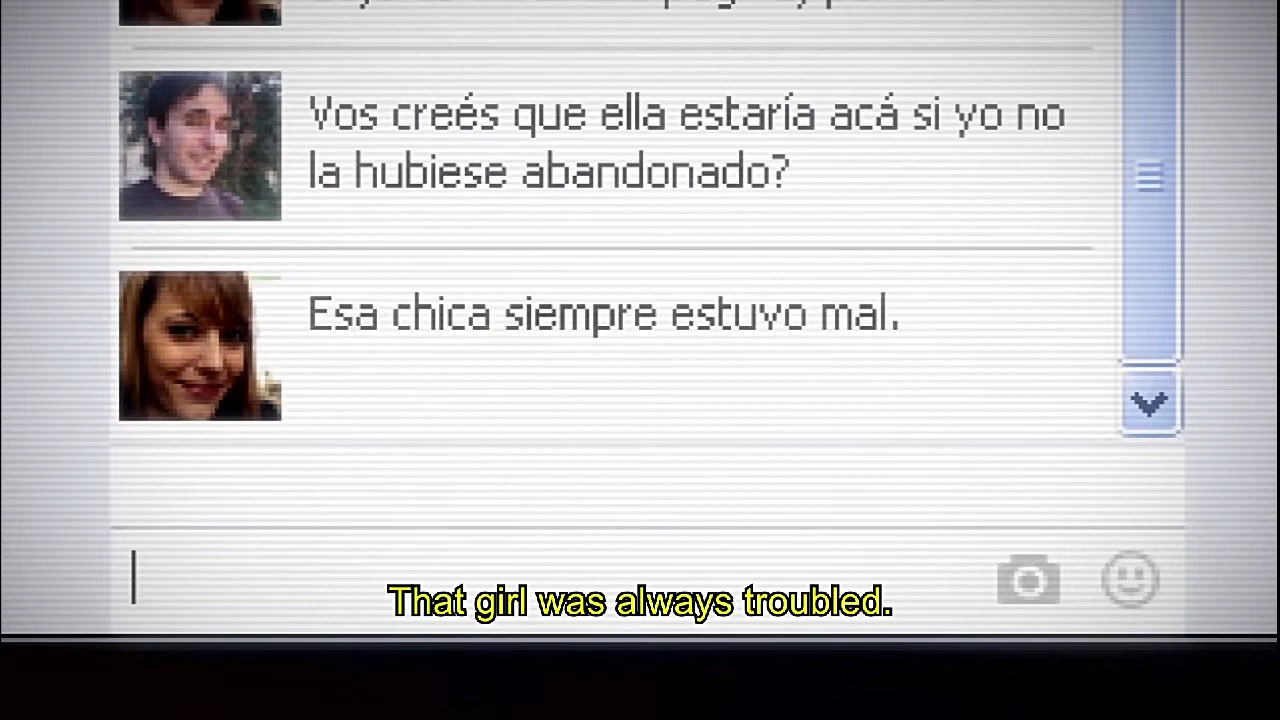 Vos creés que ella estaría acá si yo no
la hubiese abandonado?
Esa chica siempre estuvo mal.
That girl was always troubled.